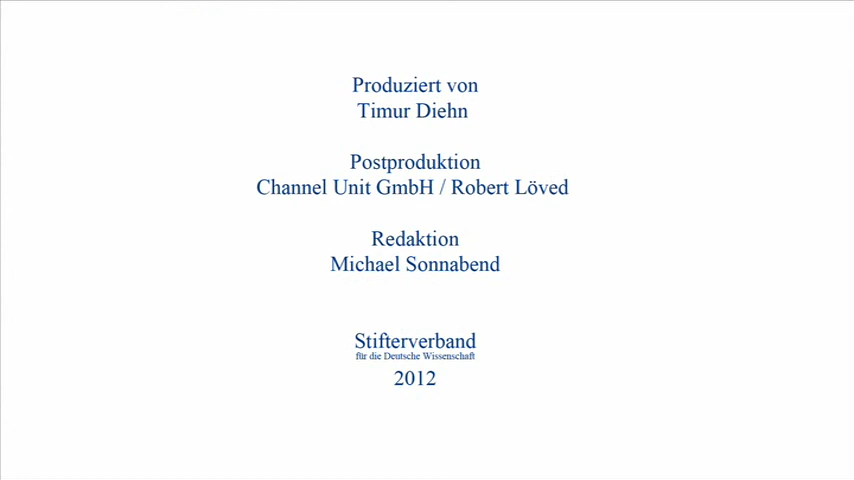 Produziert von
Timur Diehn
Postproduktion
Channel Unit GmbH / Robert Löved
Redaktion
Michael Sonnabend
Stifterverband
für die Deutsche Wissenschaft
2012